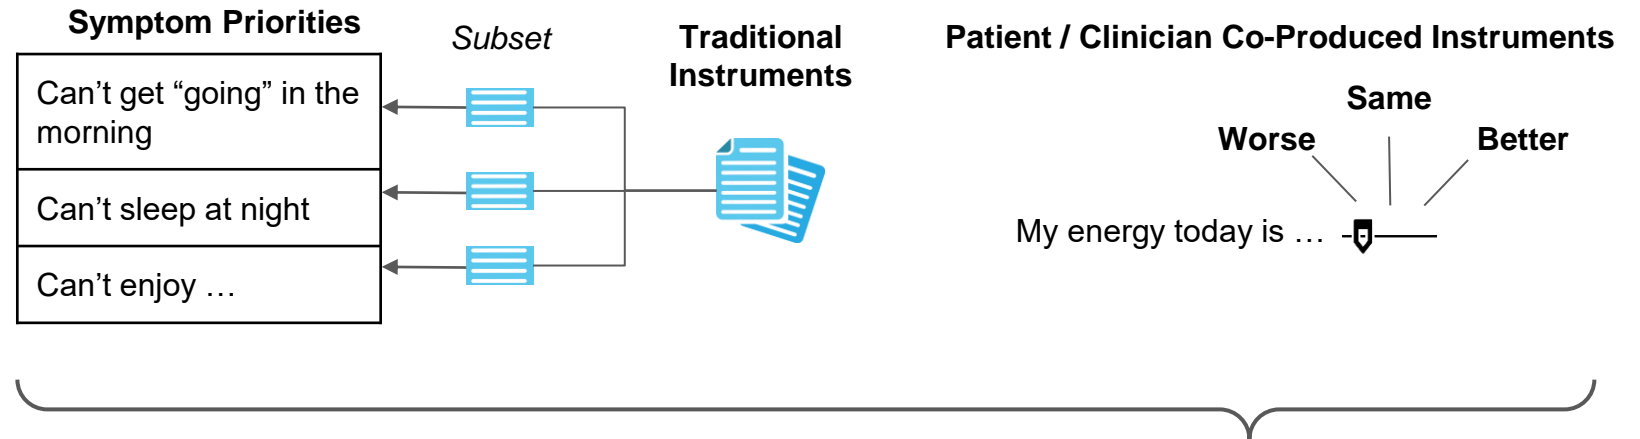 Symptom Priorities
Can’t get “going” in the
morning
Can’t sleep at night
Can’t enjoy …
Subset
Traditional
Instruments
Patient / Clinician Co-Produced Instruments
Same
Worse
Better
My energy today is …